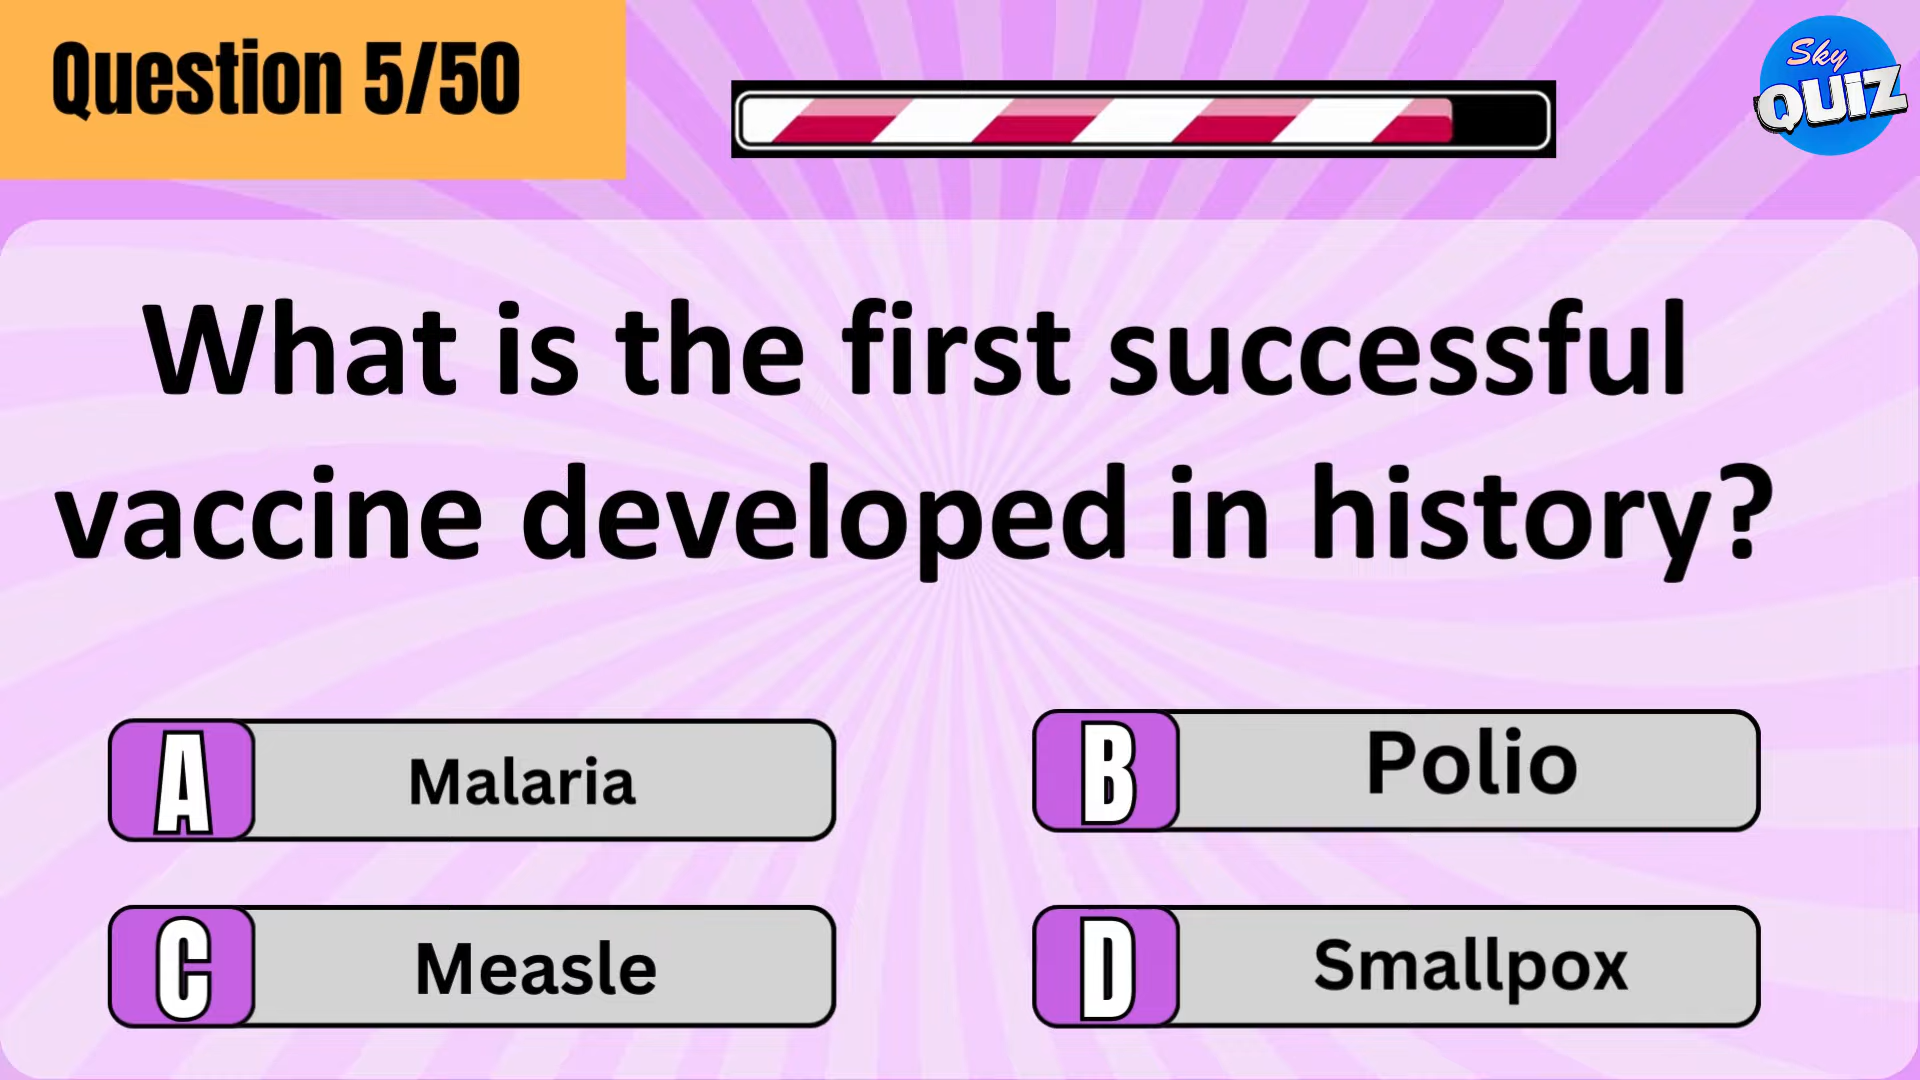 Question 5/50
Sky
QUIZ
What is the first successful
vaccine developed in history?
A Malaria
B Polio
C Measle
D Smallpox